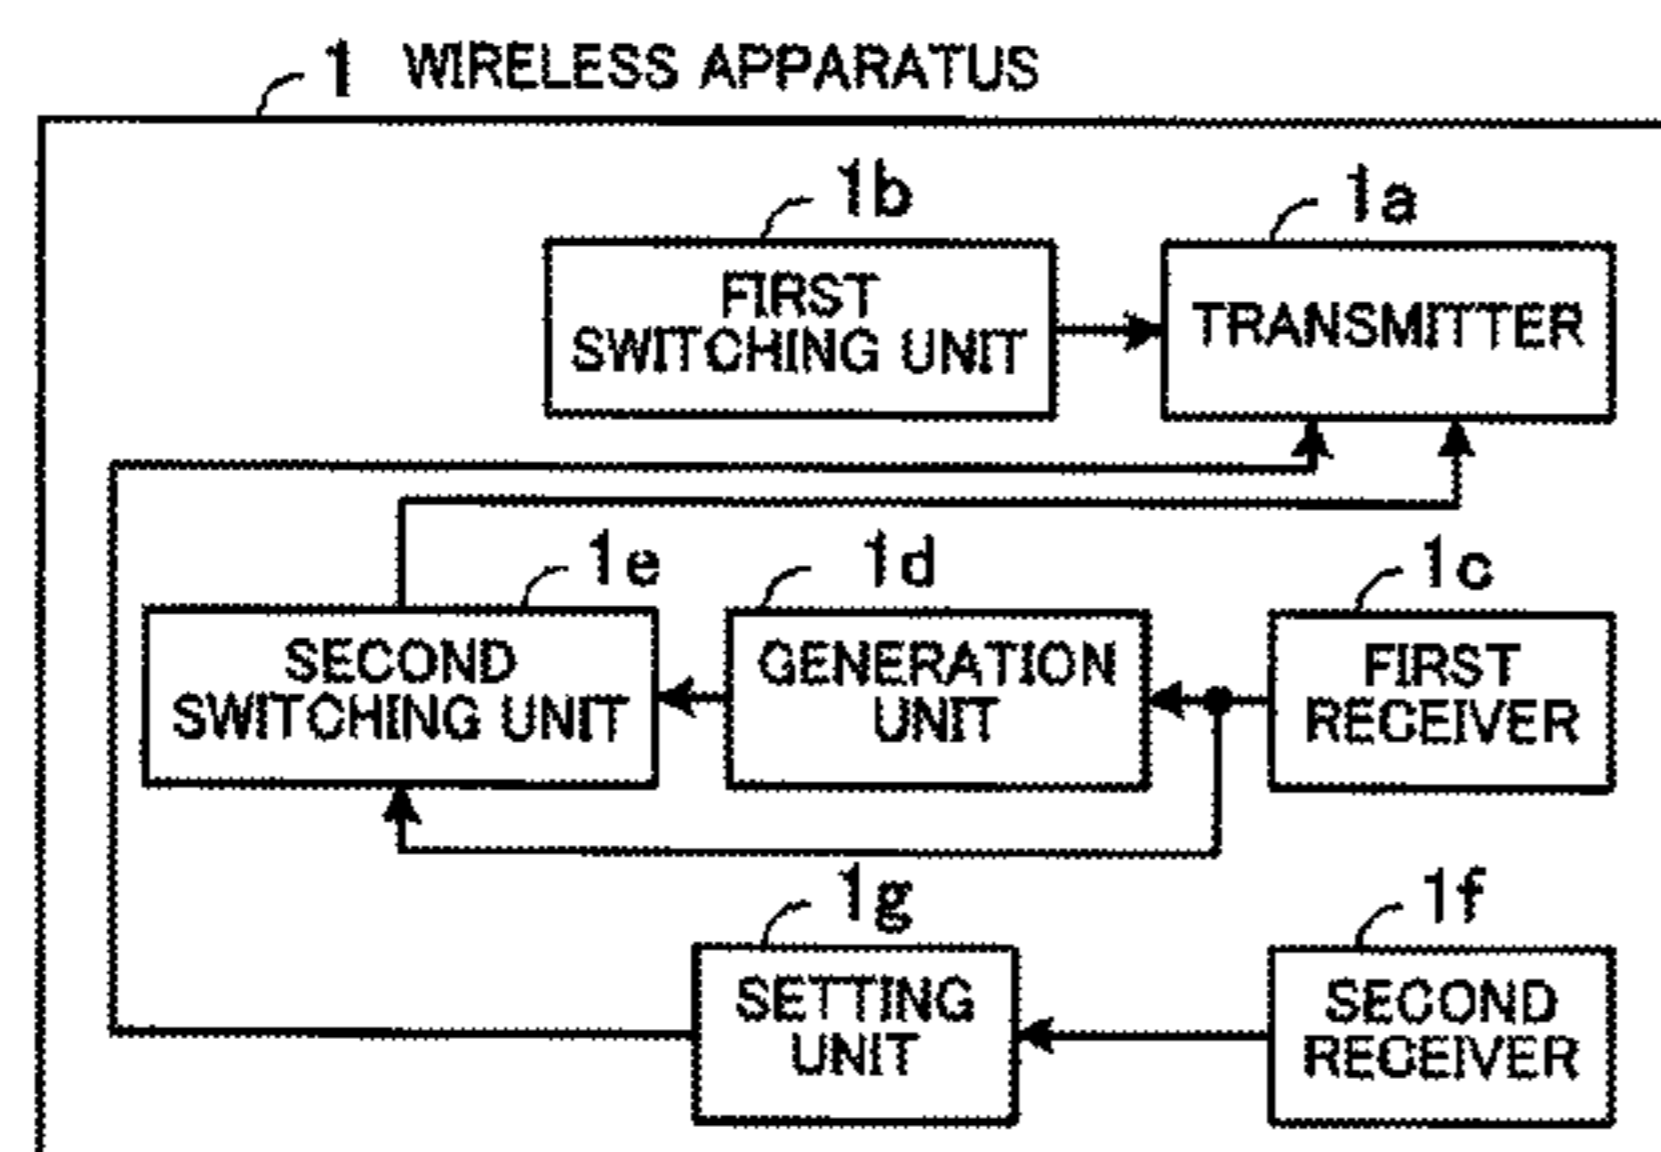 1 WIRELESS APPARATUS
1b
1a
FIRST
SWITCHING UNIT
TRANSMITTER
1e
1d
1c
SECOND
SWITCHING UNIT
GENERATION
UNIT
FIRST
RECEIVER
1g
1f
SETTING
UNIT
SECOND
RECEIVER